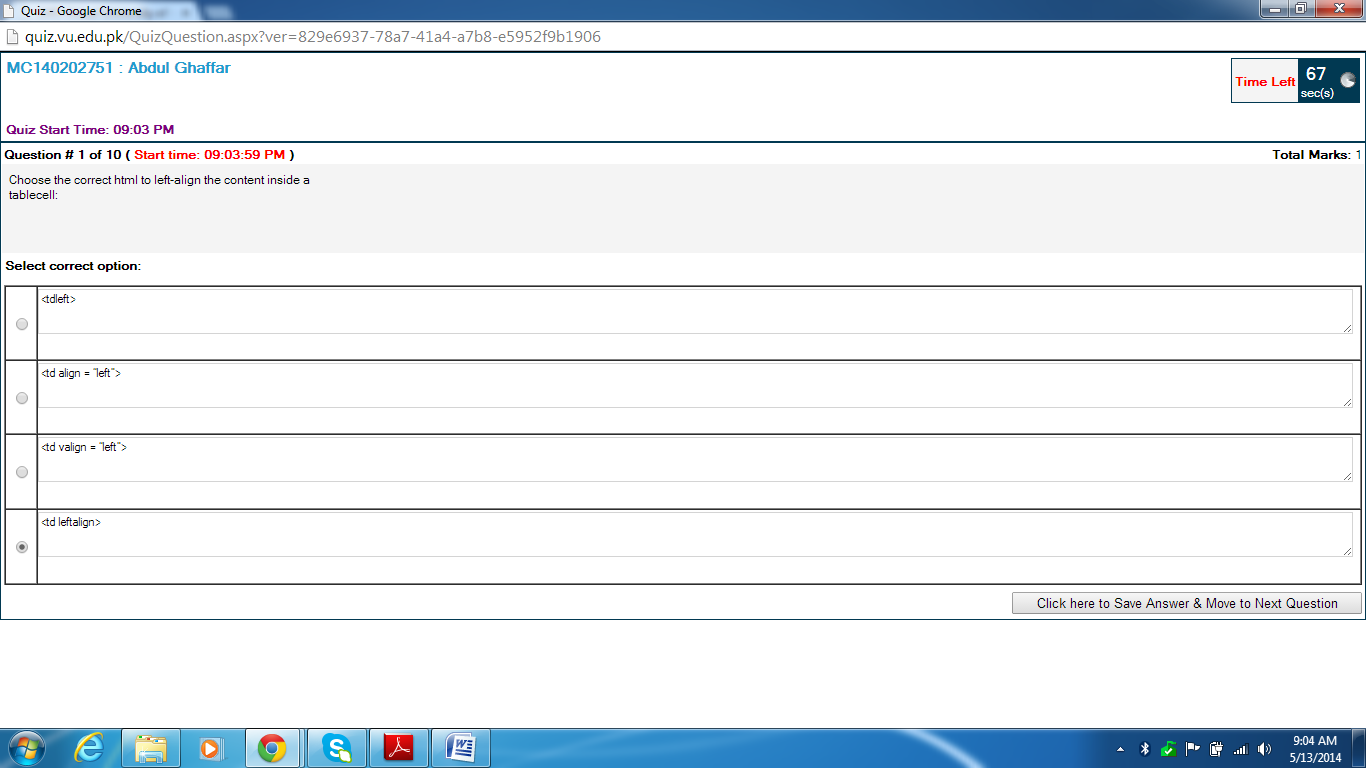 Quiz - Google Chrome
quiz.vu.edu.pk/QuizQuestion.aspx?ver=829e6937-78a7-41a4-a7b8-e5952f9b1906
MC140202751 : Abdul Ghaffar
Time Left 67
sec(s)
Quiz Start Time: 09:03 PM
Question # 1 of 10 ( Start time: 09:03:59 PM ) Total Marks: 1
Choose the correct html to left-align the content inside a
tablecell:
Select correct option:
<tdleft>
<td align = "left">
<td valign = "left">
<td leftalign>
Click here to Save Answer & Move to Next Question
9:04 AM
5/13/2014